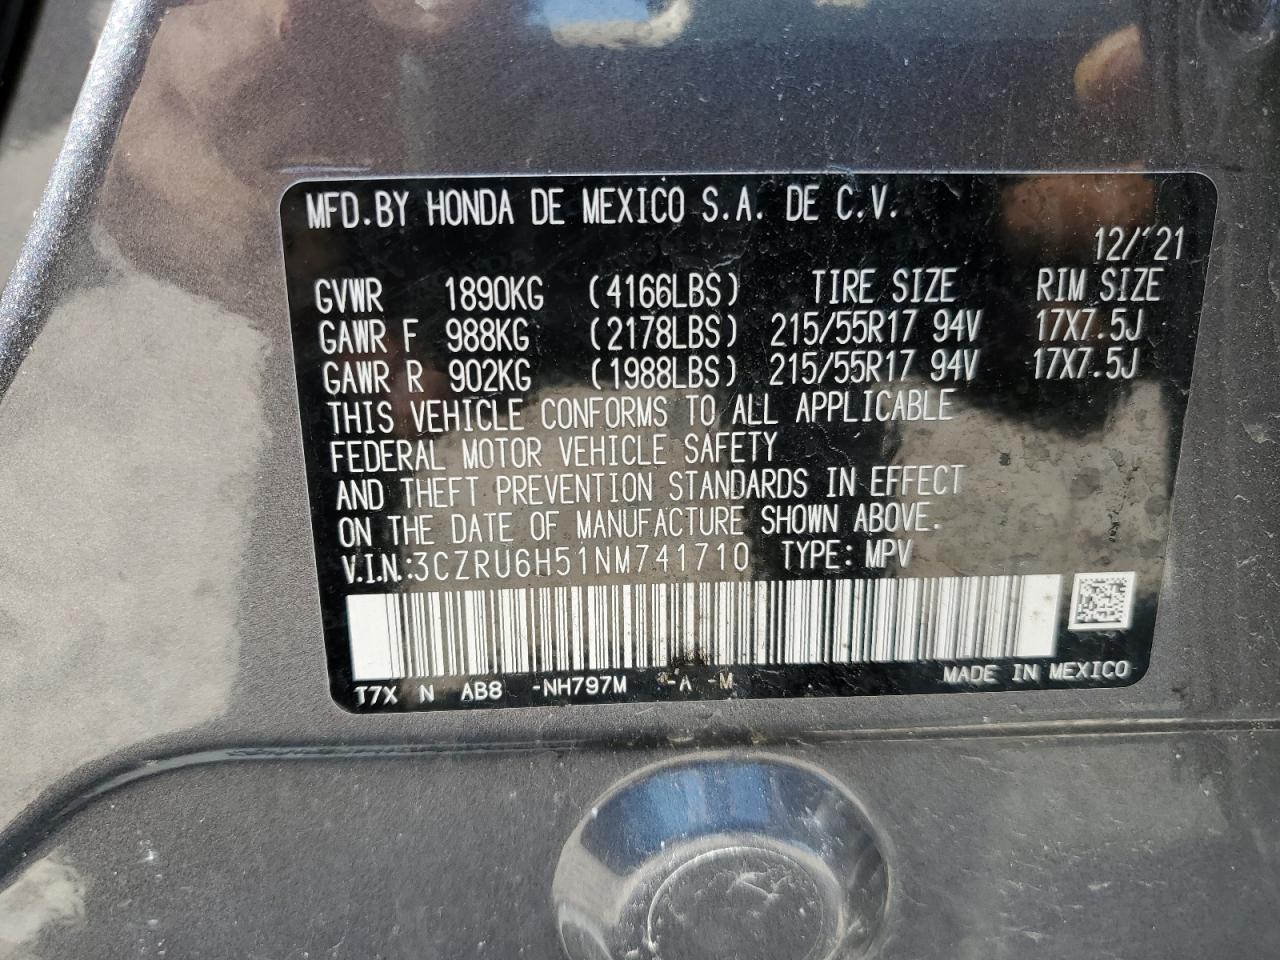 MFD.BY HONDA DE MEXICO S.A. DE C.V.
12/'21
GVWR 1890KG (4166LBS) TIRE SIZE RIM SIZE
GAWR F 988KG (2178LBS) 215/55R17 94V 17X7.5J
GAWR R 902KG (1988LBS) 215/55R17 94V 17X7.5J
THIS VEHICLE CONFORMS TO ALL APPLICABLE
FEDERAL MOTOR VEHICLE SAFETY
AND THEFT PREVENTION STANDARDS IN EFFECT
ON THE DATE OF MANUFACTURE SHOWN ABOVE.
V.I.N.:3CZRU6H51NM741710 TYPE: MPV
T7X N AB8 -NH797M -A -M MADE IN MEXICO